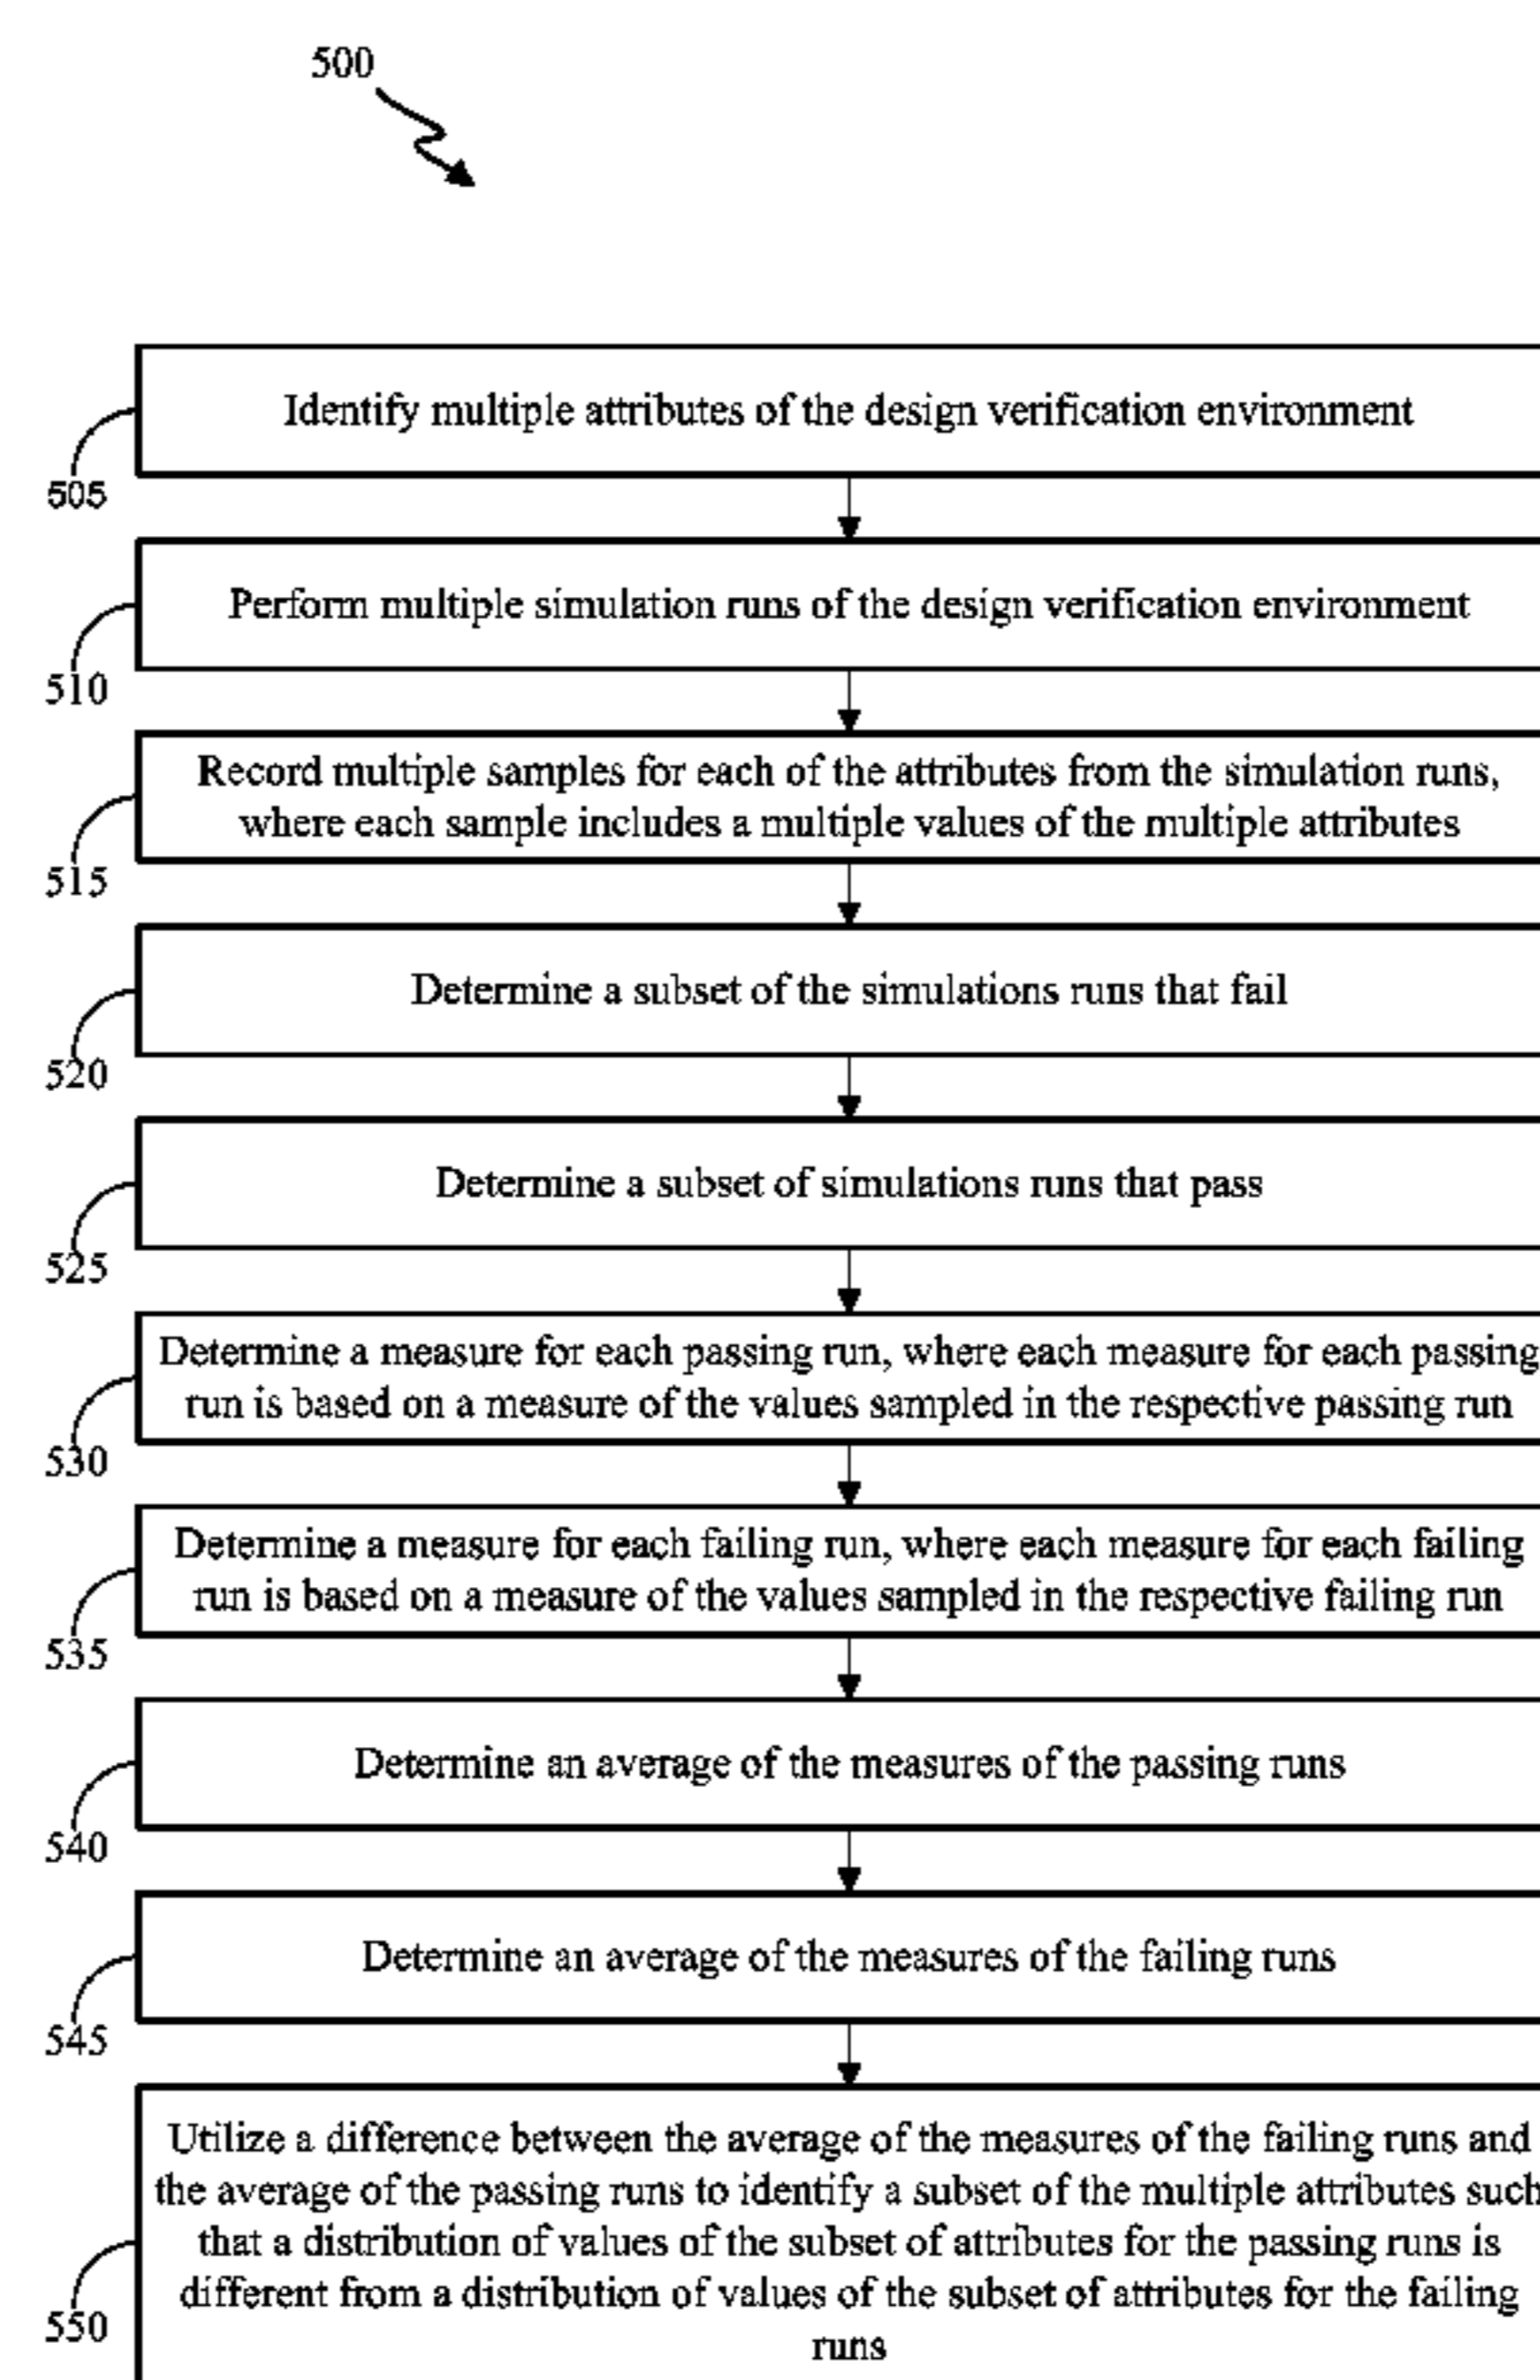 500
Identify multiple attributes of the design verification environment
505
Perform multiple simulation runs of the design verification environment
510
Record multiple samples for each of the attributes from the simulation runs,
where each sample includes a multiple values of the multiple attributes
515
Determine a subset of the simulations runs that fail
520
Determine a subset of simulations runs that pass
525
Determine a measure for each passing run, where each measure for each passing
run is based on a measure of the values sampled in the respective passing run
530
Determine a measure for each failing run, where each measure for each failing
run is based on a measure of the values sampled in the respective failing run
535
Determine an average of the measures of the passing runs
540
Determine an average of the measures of the failing runs
545
Utilize a difference between the average of the measures of the failing runs and
the average of the passing runs to identify a subset of the multiple attributes such
that a distribution of values of the subset of attributes for the passing runs is
different from a distribution of values of the subset of attributes for the failing
runs
550